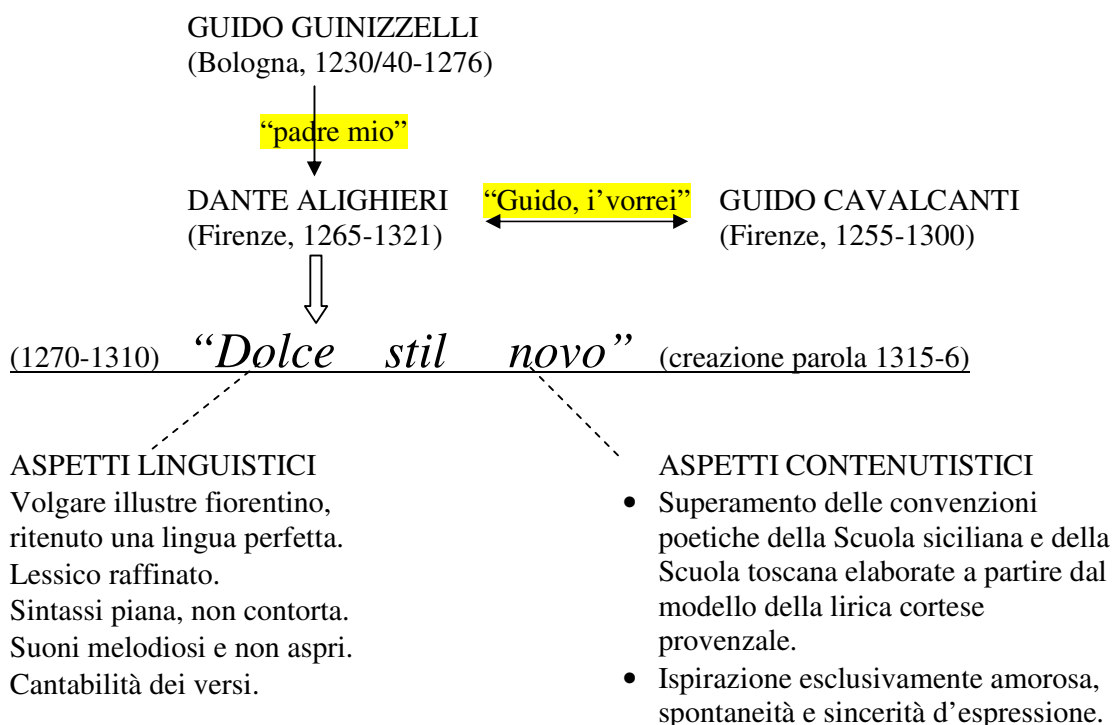 GUIDO GUINIZZELLI
(Bologna, 1230/40-1276)
“padre mio”
DANTE ALIGHIERI “Guido, i’vorrei” GUIDO CAVALCANTI
(Firenze, 1265-1321) (Firenze, 1255-1300)
(1270-1310) “Dolce stil novo” (creazione parola 1315-6)
ASPETTI LINGUISTICI
Volgare illustre fiorentino,
ritenuto una lingua perfetta.
Lessico raffinato.
Sintassi piana, non contorta.
Suoni melodiosi e non aspri.
Cantabilità dei versi.
ASPETTI CONTENUTISTICI
• Superamento delle convenzioni
poetiche della Scuola siciliana e della
Scuola toscana elaborate a partire dal
modello della lirica cortese
provenzale.
• Ispirazione esclusivamente amorosa,
spontaneità e sincerità d’espressione.